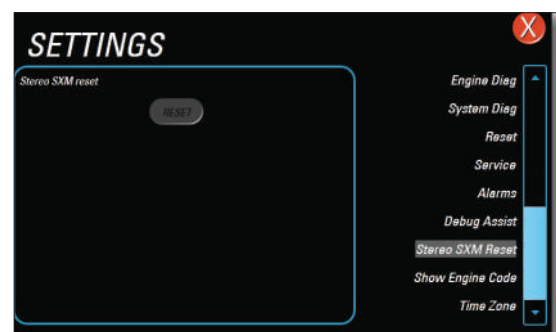 SETTINGS
X
Stereo SXM reset
RESET
Engine Diag
System Diag
Reset
Service
Alarms
Debug Assist
Stereo SXM Reset
Show Engine Code
Time Zone